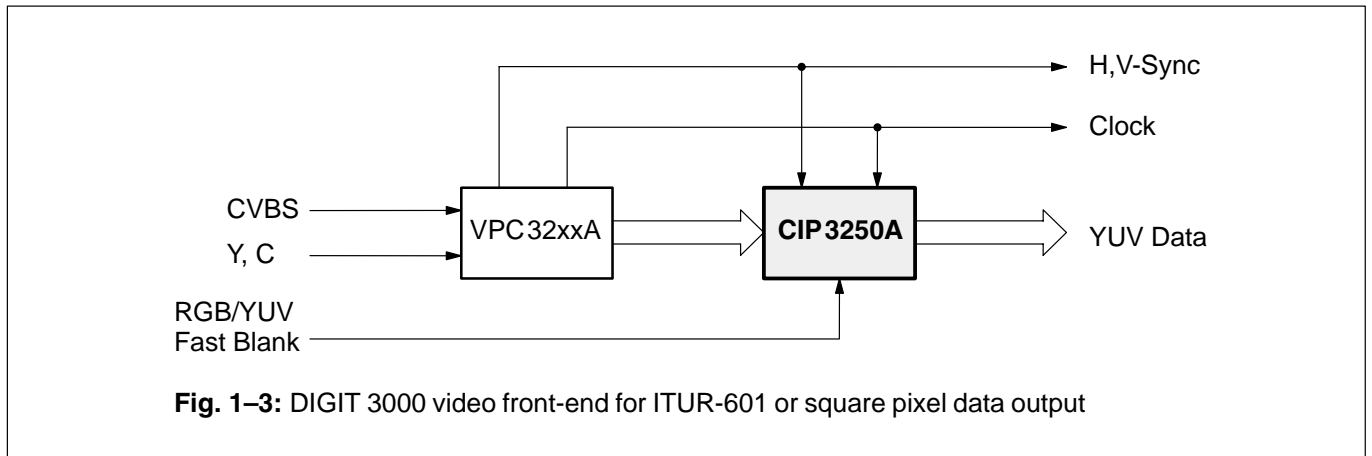 H,V-Sync
Clock
CVBS
VPC32xxA
CIP3250A
YUV Data
Y, C
RGB/YUV
Fast Blank
Fig. 1–3: DIGIT 3000 video front-end for ITUR-601 or square pixel data output